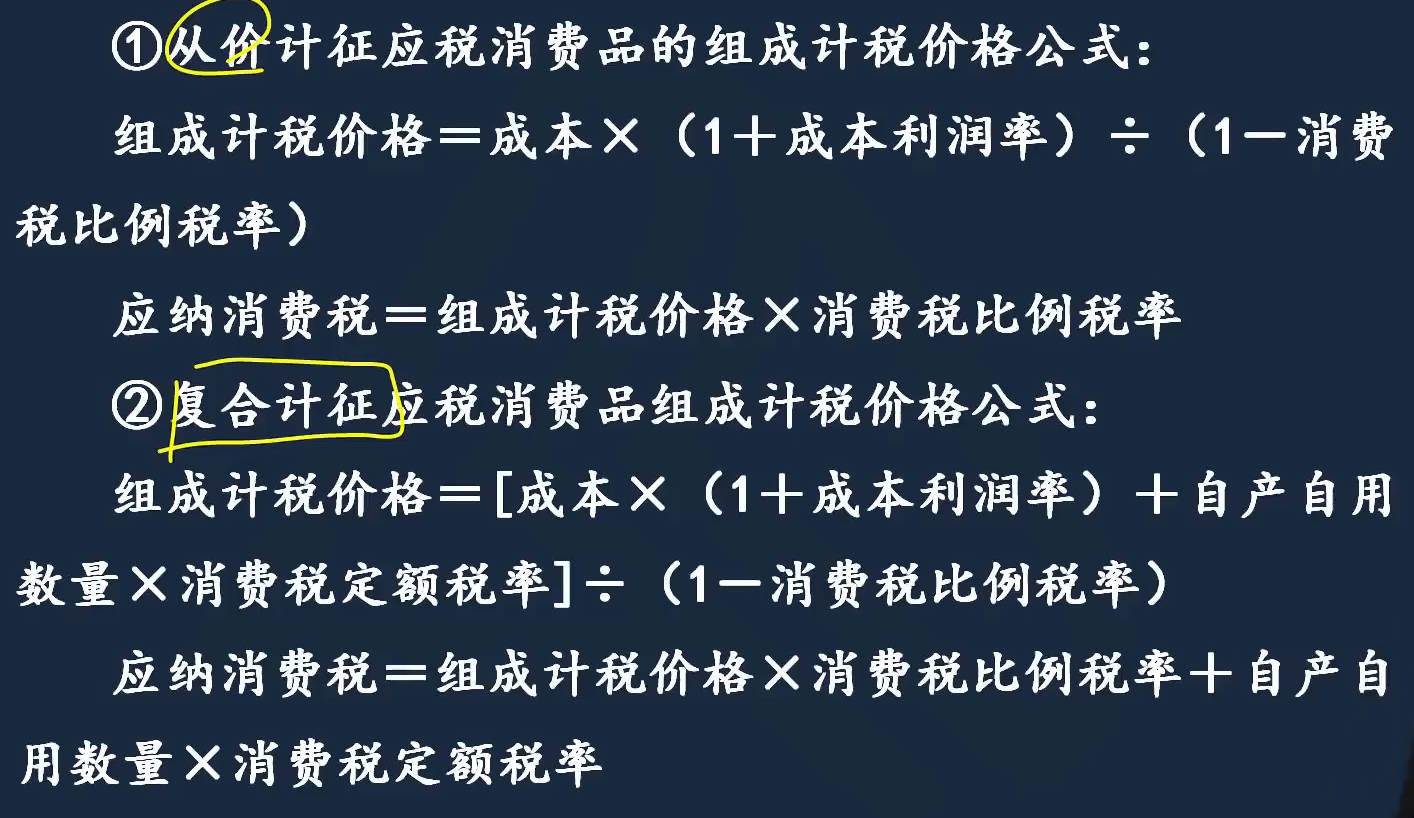 ①从价计征应税消费品的组成计税价格公式：
组成计税价格＝成本×（1＋成本利润率）÷（1－消费
税比例税率）
应纳消费税＝组成计税价格×消费税比例税率
②复合计征应税消费品组成计税价格公式：
组成计税价格＝[成本×（1＋成本利润率）＋自产自用
数量×消费税定额税率]÷（1－消费税比例税率）
应纳消费税＝组成计税价格×消费税比例税率＋自产自
用数量×消费税定额税率